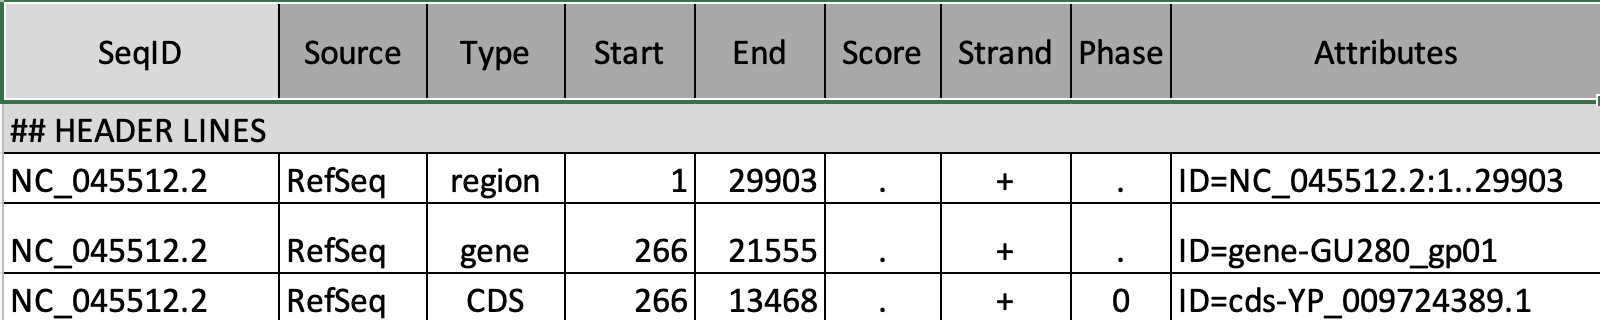 SeqID Source Type Start End Score Strand Phase Attributes
## HEADER LINES
NC_045512.2 RefSeq region 1 29903 . + . ID=NC_045512.2:1..29903
NC_045512.2 RefSeq gene 266 21555 . + . ID=gene-GU280_gp01
NC_045512.2 RefSeq CDS 266 13468 . + 0 ID=cds-YP_009724389.1